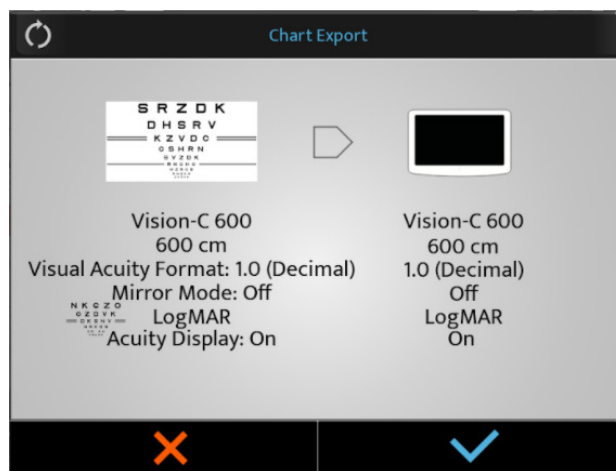 Chart Export
S R Z D K
D H S R V
K Z V D C
O S H R N
G V Z D K
Vision-C 600
600 cm
Visual Acuity Format: 1.0 (Decimal)
Mirror Mode: Off
LogMAR
Acuity Display: On
N K C Z O
Vision-C 600
600 cm
1.0 (Decimal)
Off
LogMAR
On